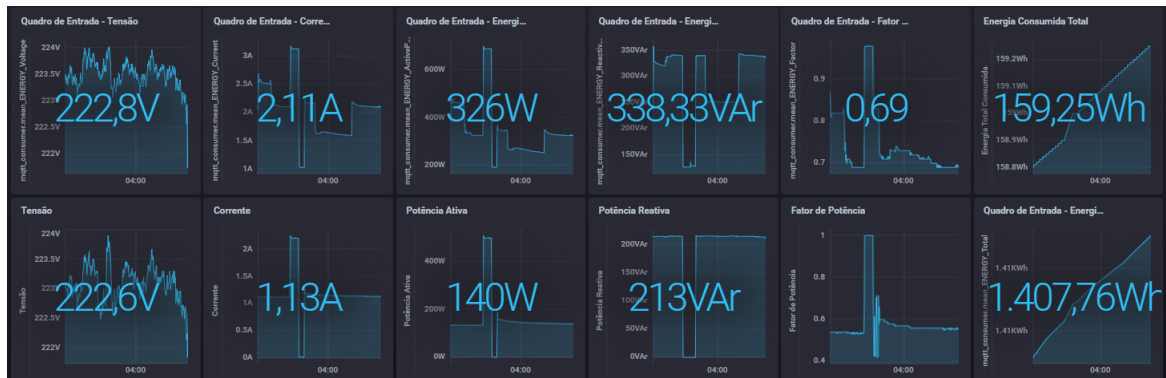 Quadro de Entrada - Tensão
mqtt_consumer.mean_ENERGY_Voltage
224V
223.5V
223V
222.5V
222V
222,8V
04:00
Quadro de Entrada - Corre...
mqtt_consumer.mean_ENERGY_Current
3A
2.5A
2A
1.5A
1A
2,11A
04:00
Quadro de Entrada - Energi...
mqtt_consumer.mean_ENERGY_ActiveP...
600W
400W
200W
326W
04:00
Quadro de Entrada - Energi...
mqtt_consumer.mean_ENERGY_Reactiv...
350VAr
300VAr
200VAr
150VAr
338,33VAr
04:00
Quadro de Entrada - Fator ...
mqtt_consumer.mean_ENERGY_Factor
0.9
0.8
0.7
0,69
04:00
Energia Consumida Total
Energia Total Consumida
159.2Wh
159.1Wh
159Wh
158.9Wh
158.8Wh
159,25Wh
04:00
Tensão
Tensão
224V
223.5V
223V
222.5V
222V
222,6V
04:00
Corrente
Corrente
2A
1.5A
1A
0.5A
0A
1,13A
04:00
Potência Ativa
Potência Ativa
400W
200W
0W
140W
04:00
Potência Reativa
Potência Reativa
200VAr
150VAr
100VAr
50VAr
0VAr
213VAr
04:00
Fator de Potência
Fator de Potência
1
0.8
0.6
0.4
04:00
Quadro de Entrada - Energi...
mqtt_consumer.mean_ENERGY_Total
1.41KWh
1.41KWh
1.407,76Wh
04:00